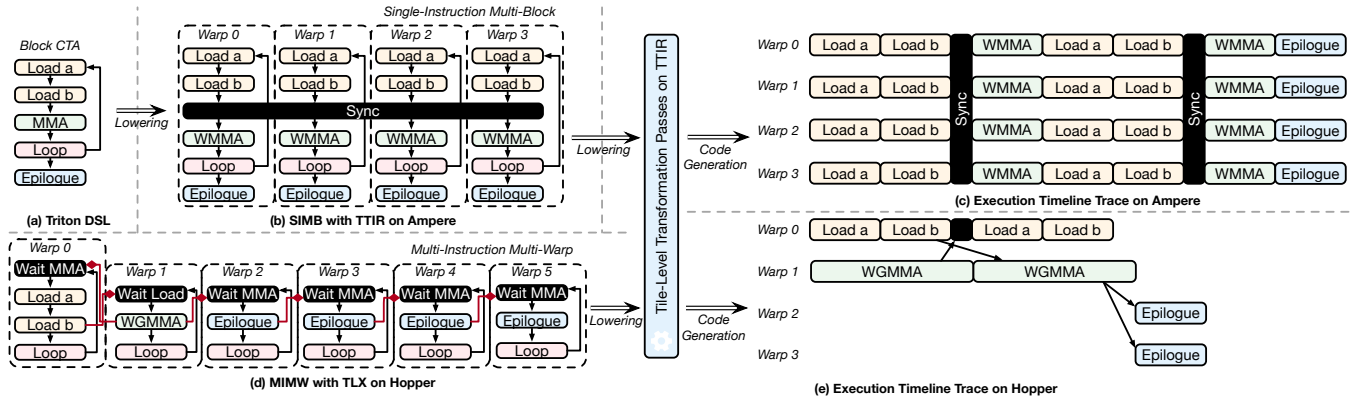 Block CTA
Load a
Load b
MMA
Loop
Epilogue
(a) Triton DSL
Lowering
Single-Instruction Multi-Block
Warp 0 Warp 1 Warp 2 Warp 3
Load a Load a Load a Load a
Load b Load b Load b Load b
Sync
WMMA WMMA WMMA WMMA
Loop Loop Loop Loop
Epilogue Epilogue Epilogue Epilogue
(b) SIMB with TTIR on Ampere
Lowering
Tile-Level Transformation Passes on TTIR
Code
Generation
Warp 0 Load a Load b WMMA Load a Load b WMMA Epilogue
Warp 1 Load a Load b WMMA Load a Load b WMMA Epilogue
Sync Sync
Warp 2 Load a Load b WMMA Load a Load b WMMA Epilogue
Warp 3 Load a Load b WMMA Load a Load b WMMA Epilogue
(c) Execution Timeline Trace on Ampere
Multi-Instruction Multi-Warp
Warp 0
Wait MMA
Load a
Load b
Loop
Warp 1 Warp 2 Warp 3 Warp 4 Warp 5
Wait Load Wait MMA Wait MMA Wait MMA Wait MMA
WGMMA Epilogue Epilogue Epilogue Epilogue
Loop Loop Loop Loop Loop
(d) MIMW with TLX on Hopper
Lowering
Code
Generation
Warp 0 Load a Load b Load a Load b
Warp 1 WGMMA WGMMA
Warp 2 Epilogue
Warp 3 Epilogue
(e) Execution Timeline Trace on Hopper